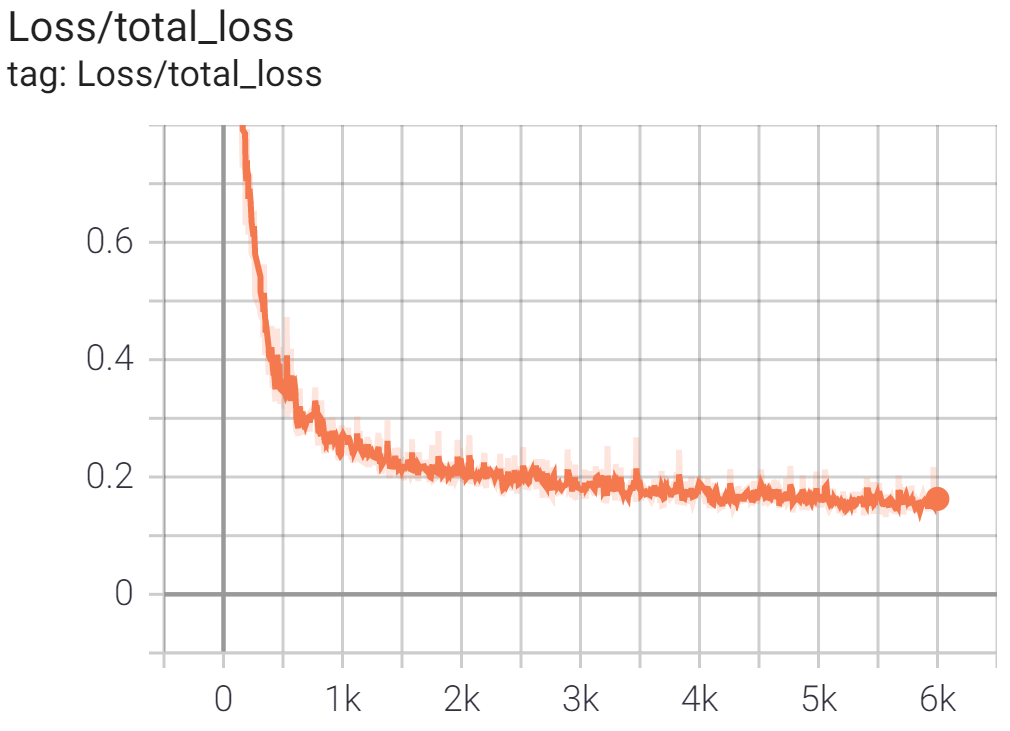 Loss/total_loss
tag: Loss/total_loss
0.6
0.4
0.2
0
0 1k 2k 3k 4k 5k 6k